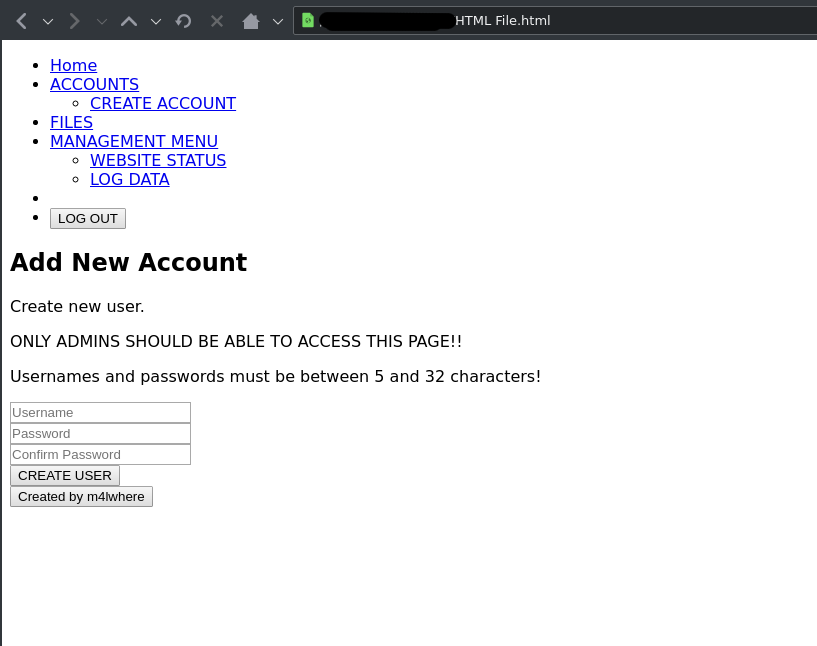 HTML File.html
Home
ACCOUNTS
CREATE ACCOUNT
FILES
MANAGEMENT MENU
WEBSITE STATUS
LOG DATA
LOG OUT
Add New Account
Create new user.
ONLY ADMINS SHOULD BE ABLE TO ACCESS THIS PAGE!!
Usernames and passwords must be between 5 and 32 characters!
Username
Password
Confirm Password
CREATE USER
Created by m4lwhere